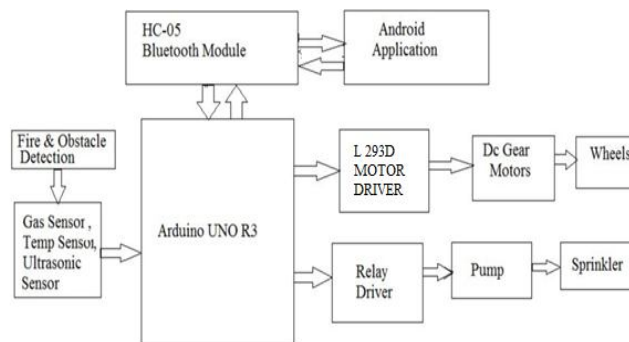 HC-05
Bluetooth Module
Android
Application
Fire & Obstacle
Detection
Gas Sensor ,
Temp Sensor,
Ultrasonic
Sensor
Arduino UNO R3
L 293D
MOTOR
DRIVER
Dc Gear
Motors
Wheels
Relay
Driver
Pump
Sprinkler